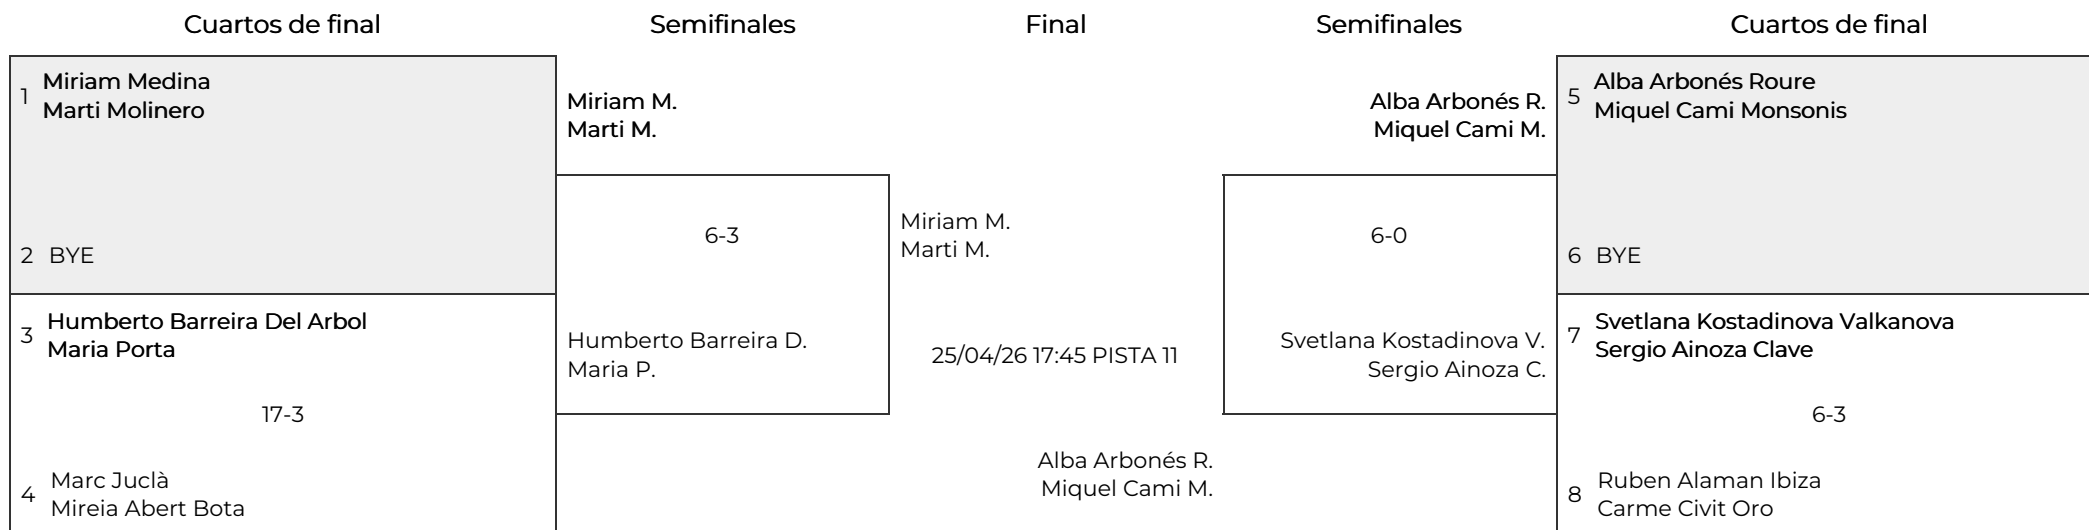 Cuartos de final
Semifinales
Final
Semifinales
Cuartos de final
1
Miriam Medina
Marti Molinero
2 BYE
3
Humberto Barreira Del Arbol
Maria Porta
17-3
4
Marc Juclà
Mireia Abert Bota
Miriam M.
Marti M.
6-3
Humberto Barreira D.
Maria P.
Miriam M.
Marti M.
25/04/26 17:45 PISTA 11
Alba Arbonés R.
Miquel Cami M.
Alba Arbonés R.
Miquel Cami M.
6-0
Svetlana Kostadinova V.
Sergio Ainoza C.
5
Alba Arbonés Roure
Miquel Cami Monsonis
6 BYE
7
Svetlana Kostadinova Valkanova
Sergio Ainoza Clave
6-3
8
Ruben Alaman Ibiza
Carme Civit Oro